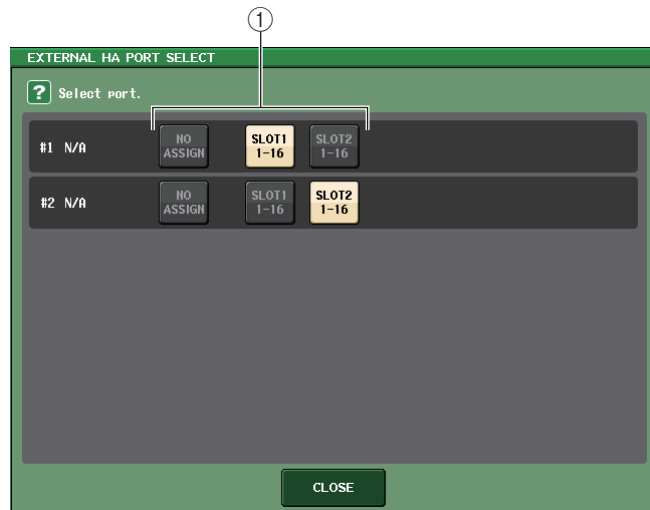 1
EXTERNAL HA PORT SELECT
? Select port.
#1 N/A NO ASSIGN SLOT1 1-16 SLOT2 1-16
#2 N/A NO ASSIGN SLOT1 1-16 SLOT2 1-16
CLOSE